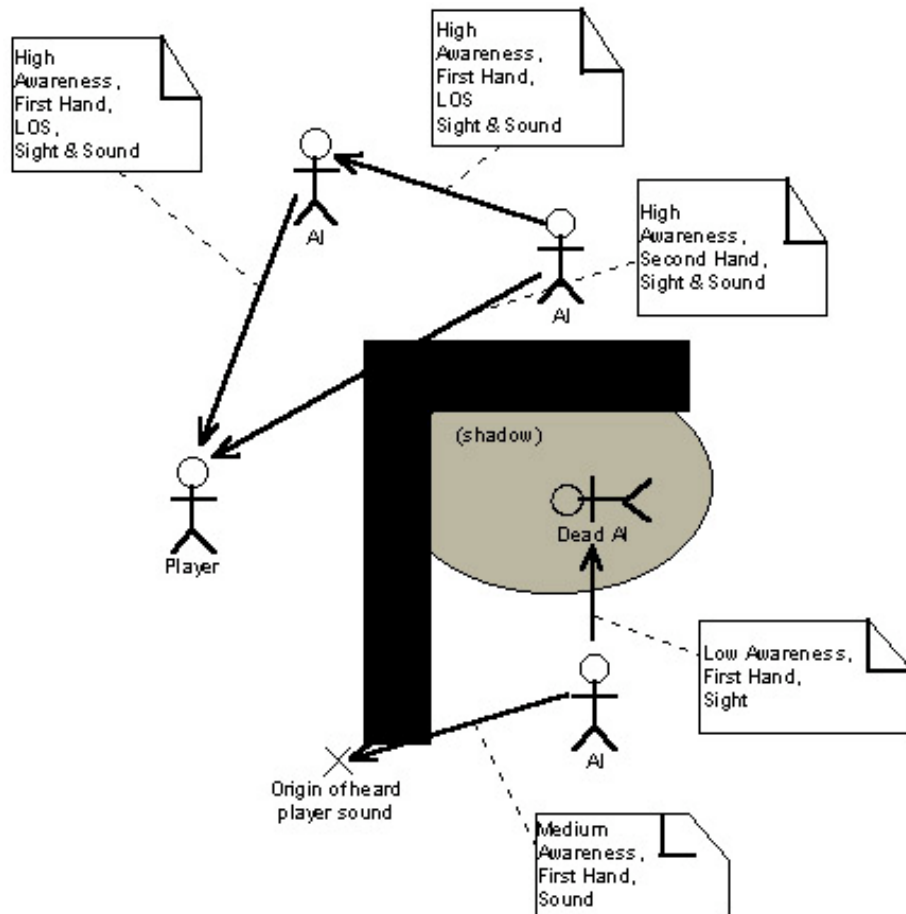 High
Awareness,
First Hand,
LOS,
Sight & Sound
High
Awareness,
First Hand,
LOS
Sight & Sound
AI
High
Awareness,
Second Hand,
Sight & Sound
AI
(shadow)
Dead AI
Player
Low Awareness,
First Hand,
Sight
AI
Origin of heard
player sound
Medium
Awareness,
First Hand,
Sound